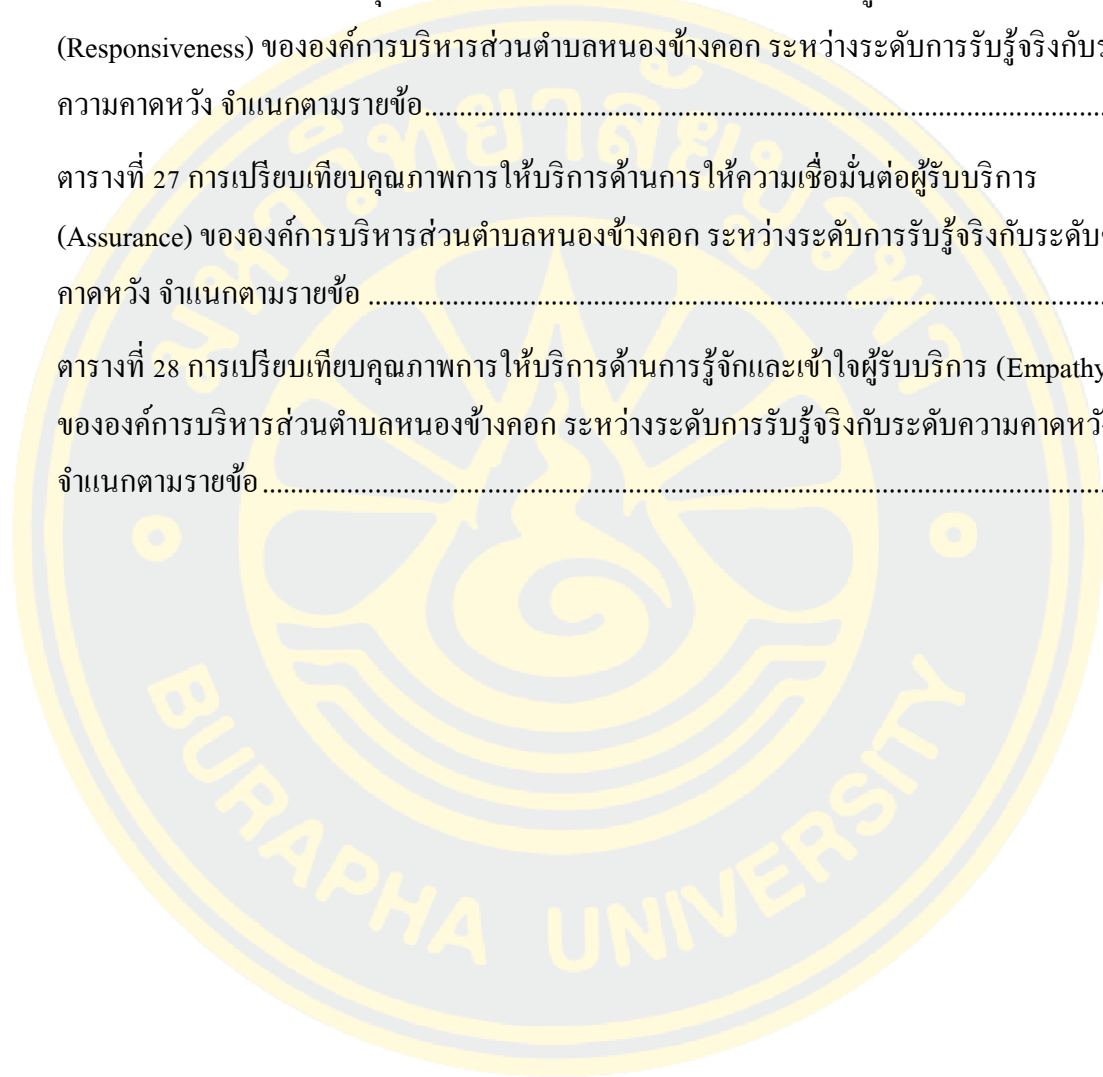 (Responsiveness) ขององค์การบริหารส่วนตำบลหนองข้างคอก ระหว่างระดับการรับรู้จริงกับ
ความคาดหวัง จำแนกตามรายข้อ....................................................................................
ตารางที่ 27 การเปรียบเทียบคุณภาพการให้บริการด้านการให้ความเชื่อมั่นต่อผู้รับบริการ
(Assurance) ขององค์การบริหารส่วนตำบลหนองข้างคอก ระหว่างระดับการรับรู้จริงกับระดับ
คาดหวัง จำแนกตามรายข้อ ....................................................................................
ตารางที่ 28 การเปรียบเทียบคุณภาพการให้บริการด้านการรู้จักและเข้าใจผู้รับบริการ (Empathy
ขององค์การบริหารส่วนตำบลหนองข้างคอก ระหว่างระดับการรับรู้จริงกับระดับความคาดหวัง
จำแนกตามรายข้อ ....................................................................................
มหาวิทยาลัยบูรพา
BURAPHA UNIVERSITY